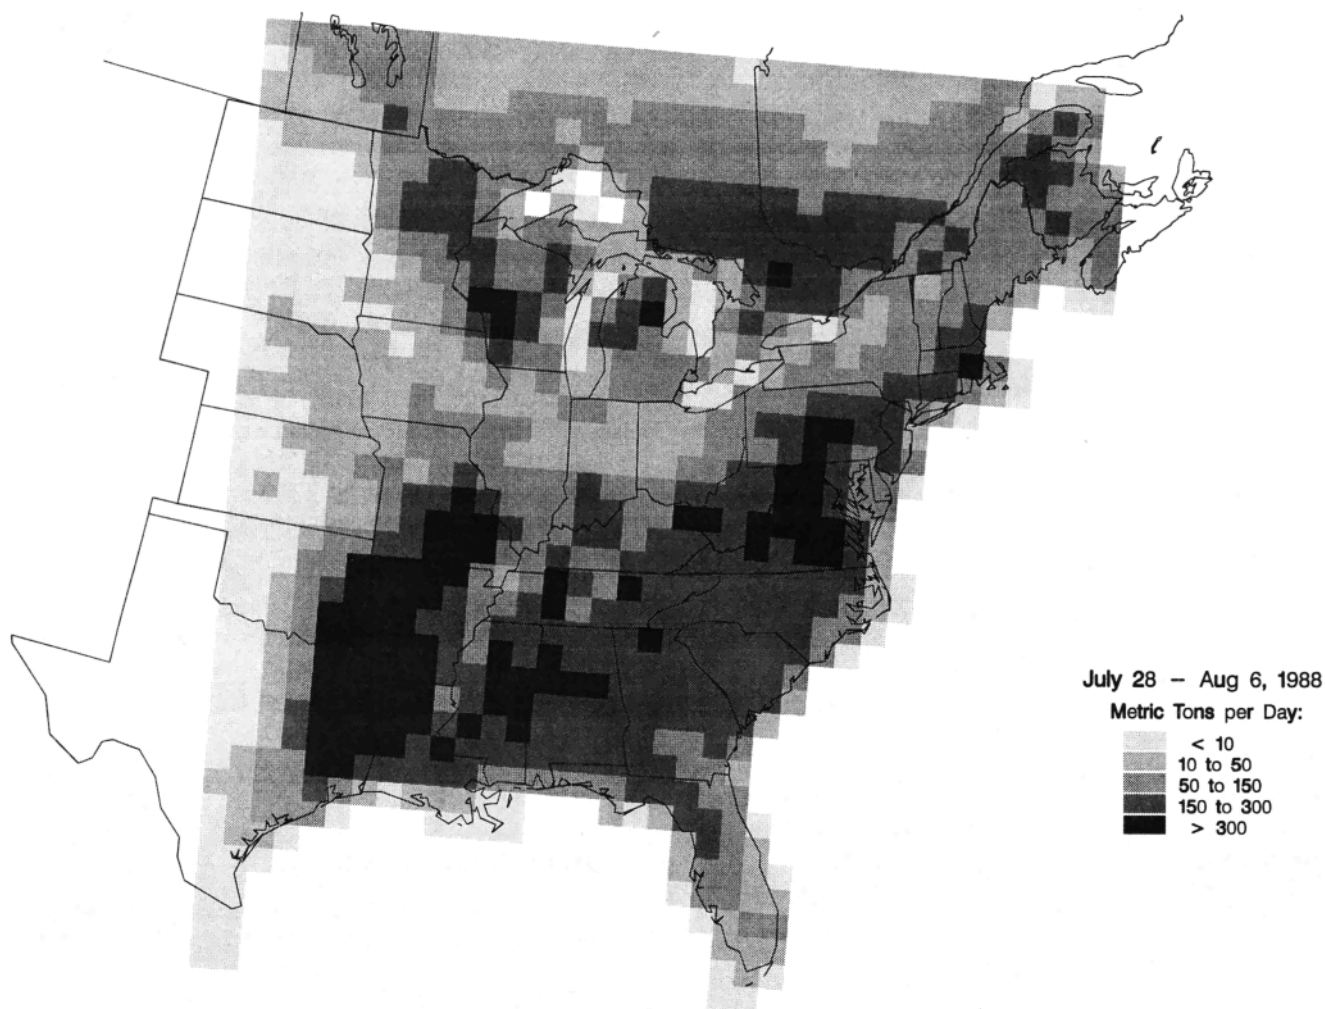 July 28 – Aug 6, 1988
Metric Tons per Day:
< 10
10 to 50
50 to 150
150 to 300
> 300